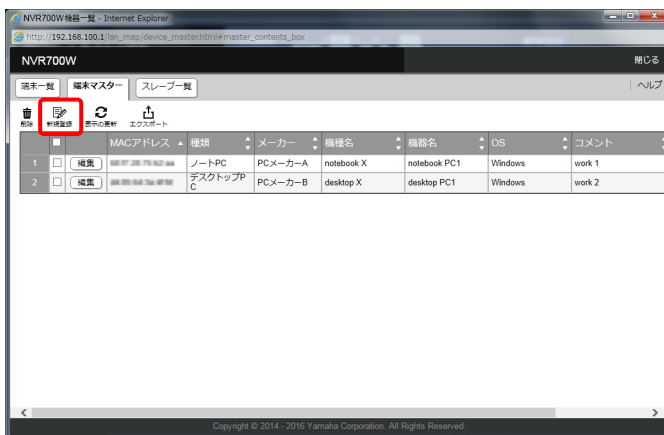 NVR700W機器一覧 - Internet Explorer
http://192.168.100.1/lan_map/device_master.html#master_contents_box
NVR700W 閉じる
端末一覧 端末マスター スレーブ一覧 ヘルプ
削除 新規登録 表示の更新 エクスポート
MACアドレス 種類 メーカー 機種名 機器名 OS コメント
1 編集 ノートPC PCメーカーA notebook X notebook PC1 Windows work 1
2 編集 デスクトップP
C PCメーカーB desktop X desktop PC1 Windows work 2
Copyright © 2014 - 2016 Yamaha Corporation. All Rights Reserved.